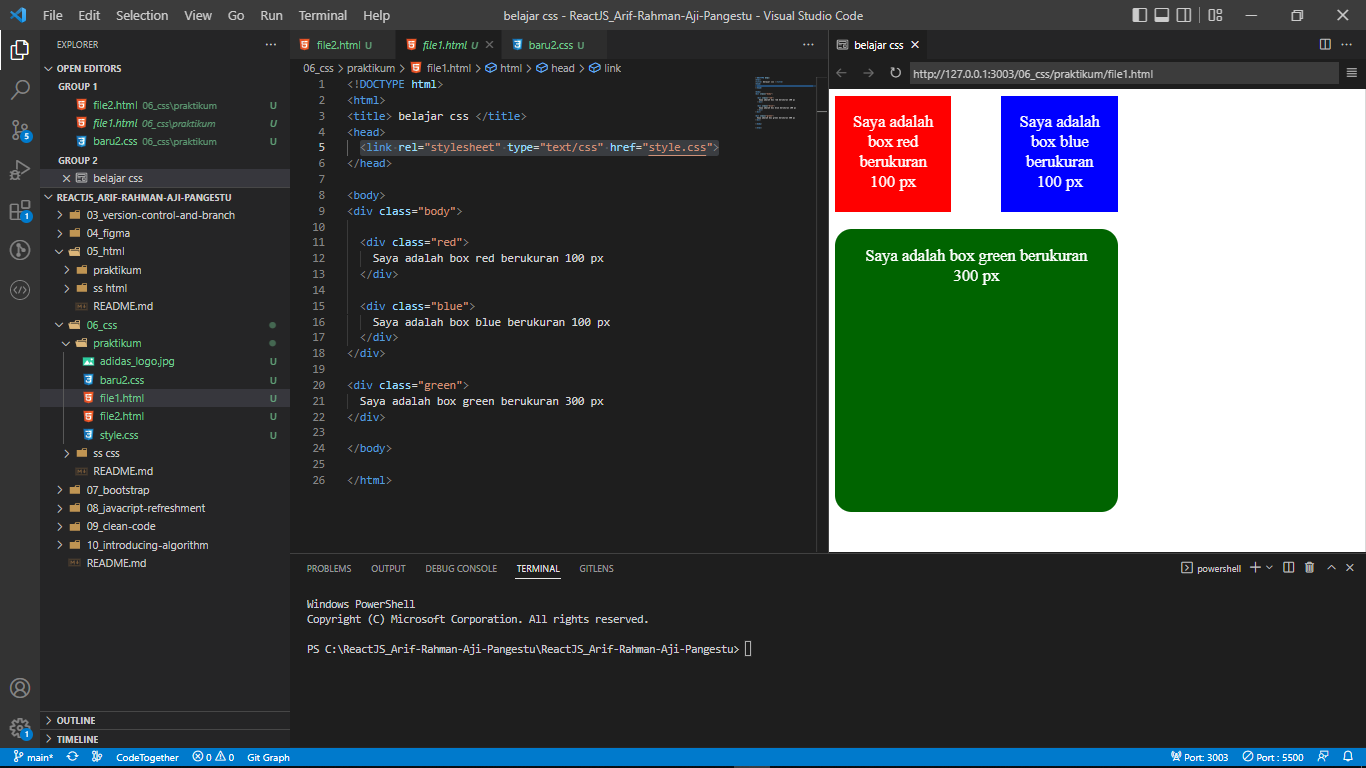 File Edit Selection View Go Run Terminal Help
belajar css - ReactJS_Arif-Rahman-Aji-Pangestu - Visual Studio Code
EXPLORER
OPEN EDITORS
GROUP 1
file2.html 06_css\praktikum U
file1.html 06_css\praktikum U
baru2.css 06_css\praktikum U
GROUP 2
belajar css
REACTJS_ARIF-RAHMAN-AJI-PANGESTU
03_version-control-and-branch
04_figma
05_html
praktikum
ss html
README.md
06_css
praktikum
adidas_logo.jpg U
baru2.css U
file1.html U
file2.html U
style.css U
ss css
README.md
07_bootstrap
08_javacript-refreshment
09_clean-code
10_introducing-algorithm
README.md
OUTLINE
TIMELINE
5
1
1
file2.html U
file1.html U
baru2.css U
06_css > praktikum > file1.html > html > head > link
1 <!DOCTYPE html>
2 <html>
3 <title> belajar css </title>
4 <head>
5 <link rel="stylesheet" type="text/css" href="style.css">
6 </head>
7
8 <body>
9 <div class="body">
10
11 <div class="red">
12 Saya adalah box red berukuran 100 px
13 </div>
14
15 <div class="blue">
16 Saya adalah box blue berukuran 100 px
17 </div>
18 </div>
19
20 <div class="green">
21 Saya adalah box green berukuran 300 px
22 </div>
23
24 </body>
25
26 </html>
belajar css
http://127.0.0.1:3003/06_css/praktikum/file1.html
Saya adalah
box red
berukuran
100 px
Saya adalah
box blue
berukuran
100 px
Saya adalah box green berukuran
300 px
PROBLEMS OUTPUT DEBUG CONSOLE TERMINAL GITLENS
powershell
Windows PowerShell
Copyright (C) Microsoft Corporation. All rights reserved.
PS C:\ReactJS_Arif-Rahman-Aji-Pangestu\ReactJS_Arif-Rahman-Aji-Pangestu>
main* CodeTogether 0 0 Git Graph
Port: 3003 Port : 5500